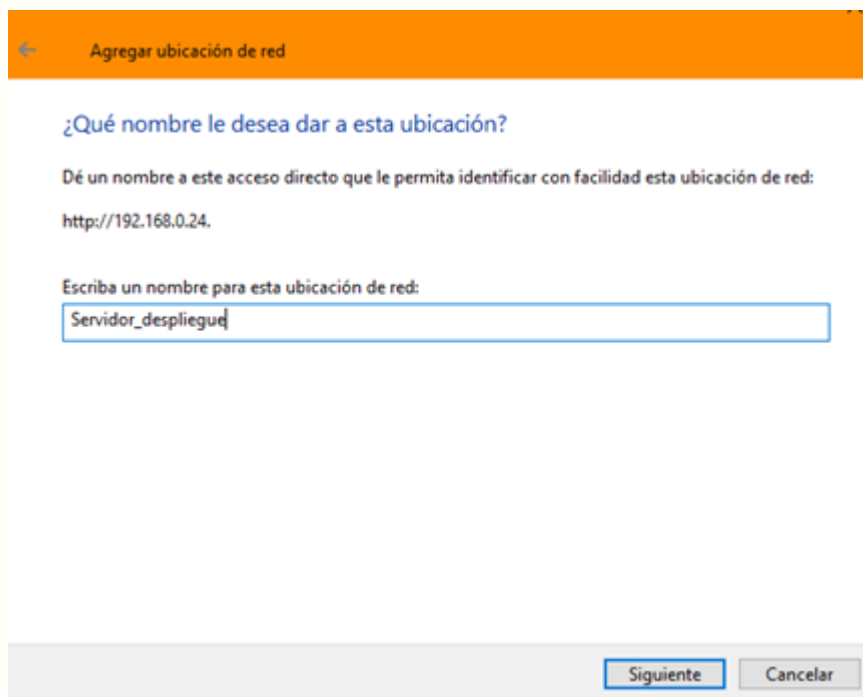 Agregar ubicación de red
¿Qué nombre le desea dar a esta ubicación?
Dé un nombre a este acceso directo que le permita identificar con facilidad esta ubicación de red:
http://192.168.0.24.
Escriba un nombre para esta ubicación de red:
Servidor_despliegue
Siguiente Cancelar